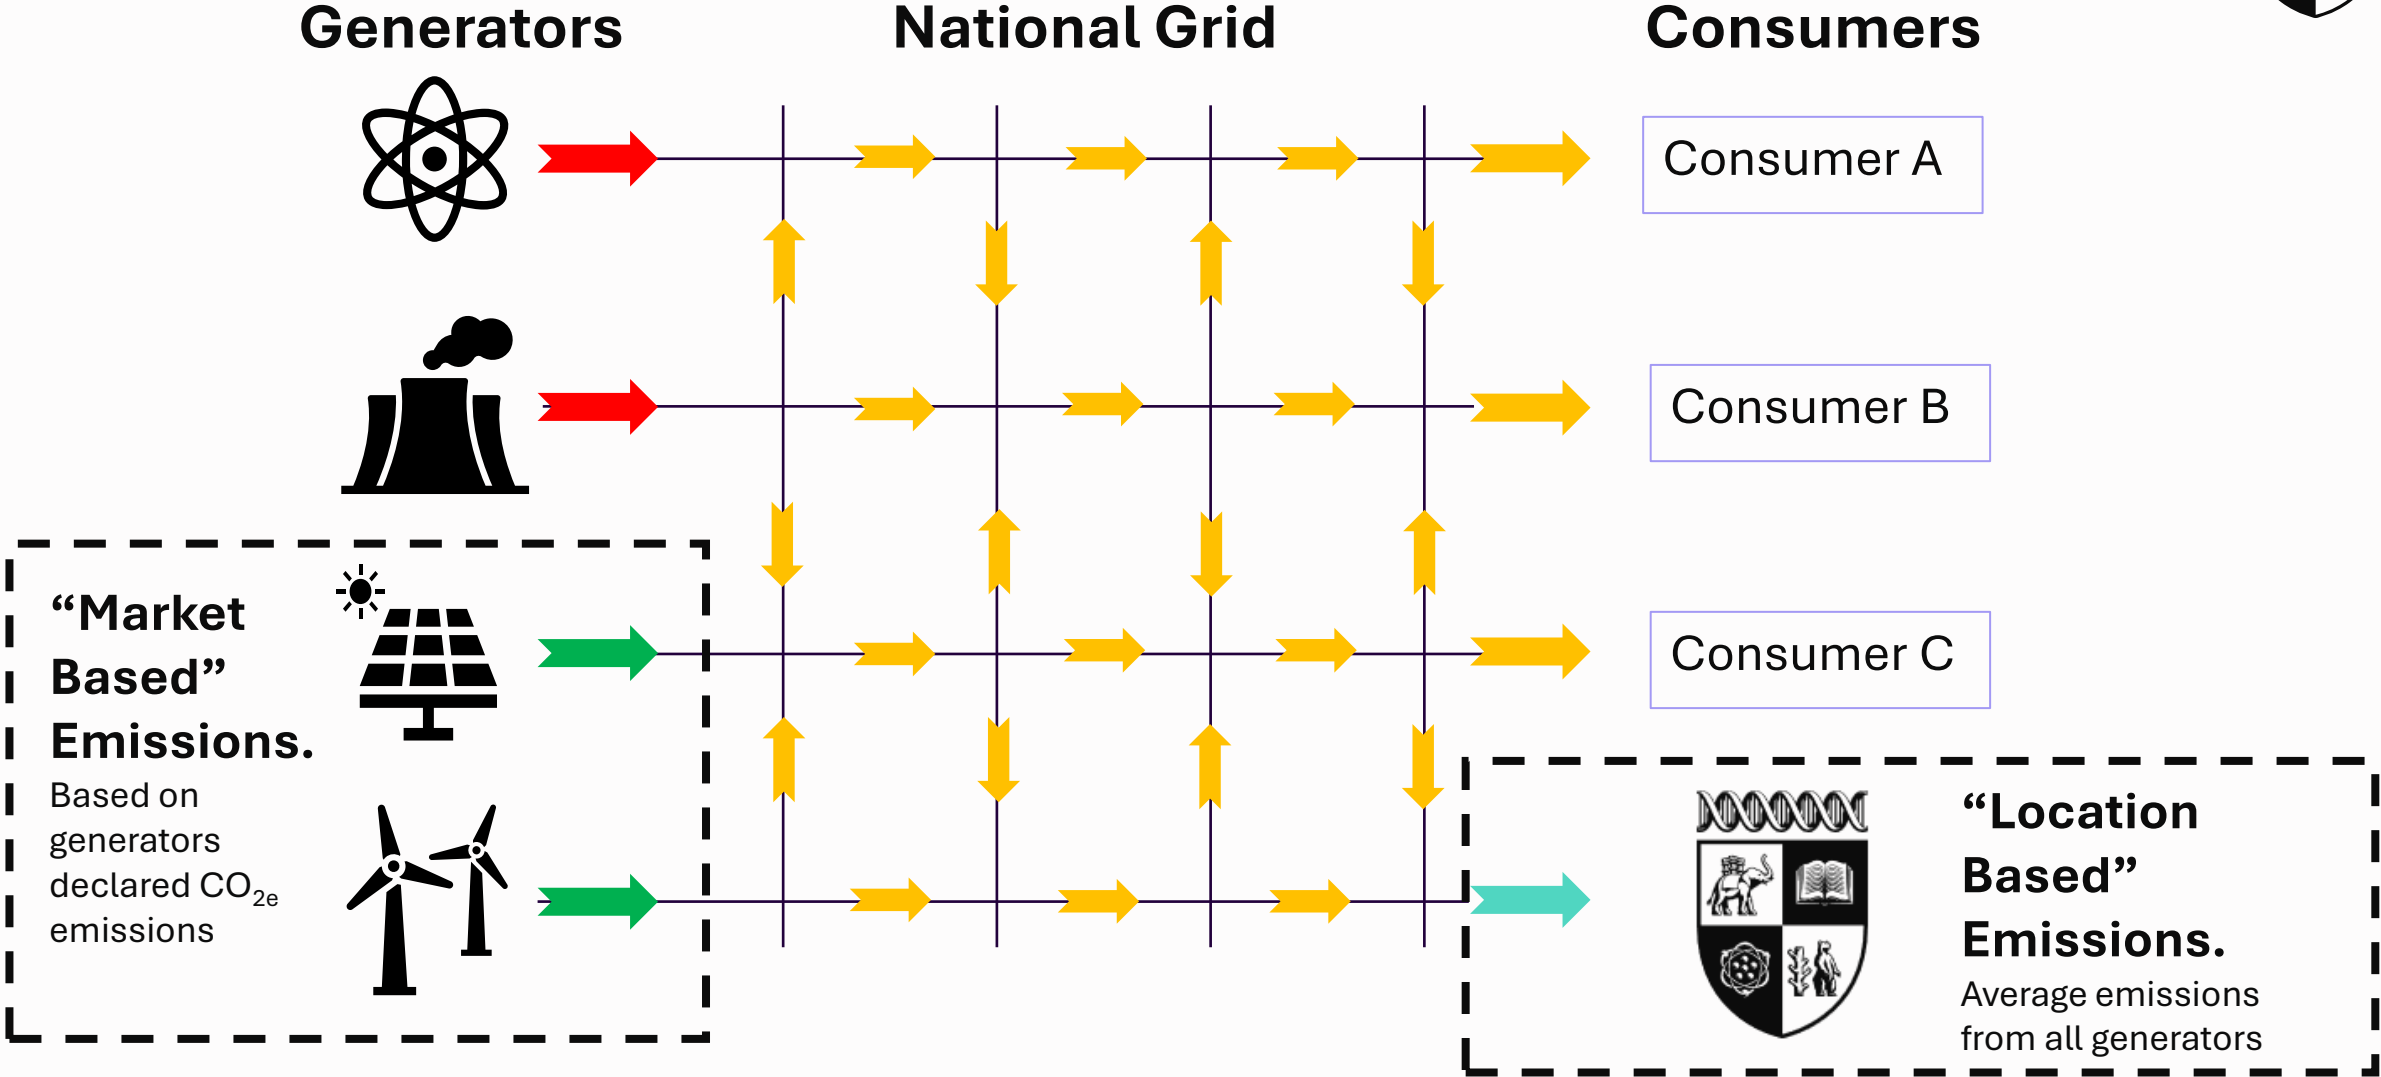 Generators
National Grid
Consumers
Consumer A
Consumer B
Consumer C
“Market
Based”
Emissions.
Based on
generators
declared CO2e
emissions
“Location
Based”
Emissions.
Average emissions
from all generators